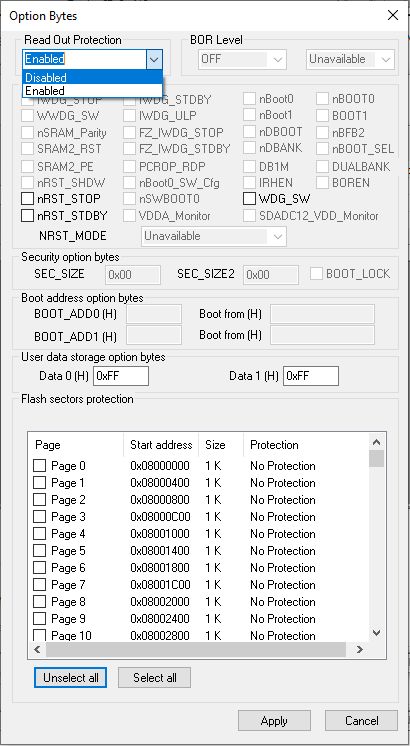 Option Bytes
Read Out Protection
BOR Level
Enabled
OFF
Unavailable
Disabled
Enabled
IWDG_STOP IWDG_STDBY nBoot0 nBOOT0
WWDG_SW IWDG_ULP nBoot1 BOOT1
nSRAM_Parity FZ_IWDG_STOP nDBOOT nBFB2
SRAM2_RST FZ_IWDG_STDBY nDBANK nBOOT_SEL
SRAM2_PE PCROP_RDP DB1M DUALBANK
nRST_SHDW nBoot0_SW_Cfg IRHEN BOREN
nRST_STOP nSWBOOT0 WDG_SW
nRST_STDBY VDDA_Monitor SDADC12_VDD_Monitor
NRST_MODE Unavailable
Security option bytes
SEC_SIZE 0x00 SEC_SIZE2 0x00 BOOT_LOCK
Boot address option bytes
BOOT_ADD0 (H) Boot from (H)
BOOT_ADD1 (H) Boot from (H)
User data storage option bytes
Data 0 (H) 0xFF Data 1 (H) 0xFF
Flash sectors protection
Page Start address Size Protection
Page 0 0x08000000 1 K No Protection
Page 1 0x08000400 1 K No Protection
Page 2 0x08000800 1 K No Protection
Page 3 0x08000C00 1 K No Protection
Page 4 0x08001000 1 K No Protection
Page 5 0x08001400 1 K No Protection
Page 6 0x08001800 1 K No Protection
Page 7 0x08001C00 1 K No Protection
Page 8 0x08002000 1 K No Protection
Page 9 0x08002400 1 K No Protection
Page 10 0x08002800 1 K No Protection
Unselect all Select all
Apply Cancel